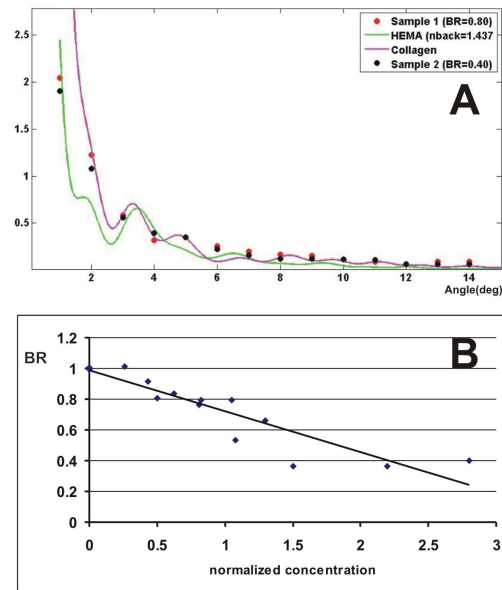 2.5
2
1.5
1
0.5
2 4 6 8 10 12 14
Angle(deg)
Sample 1 (BR=0.80)
HEMA (nback=1.437
Collagen
Sample 2 (BR=0.40)
A
BR
1.2
1
0.8
0.6
0.4
0.2
0
0 0.5 1 1.5 2 2.5 3
normalized concentration
B